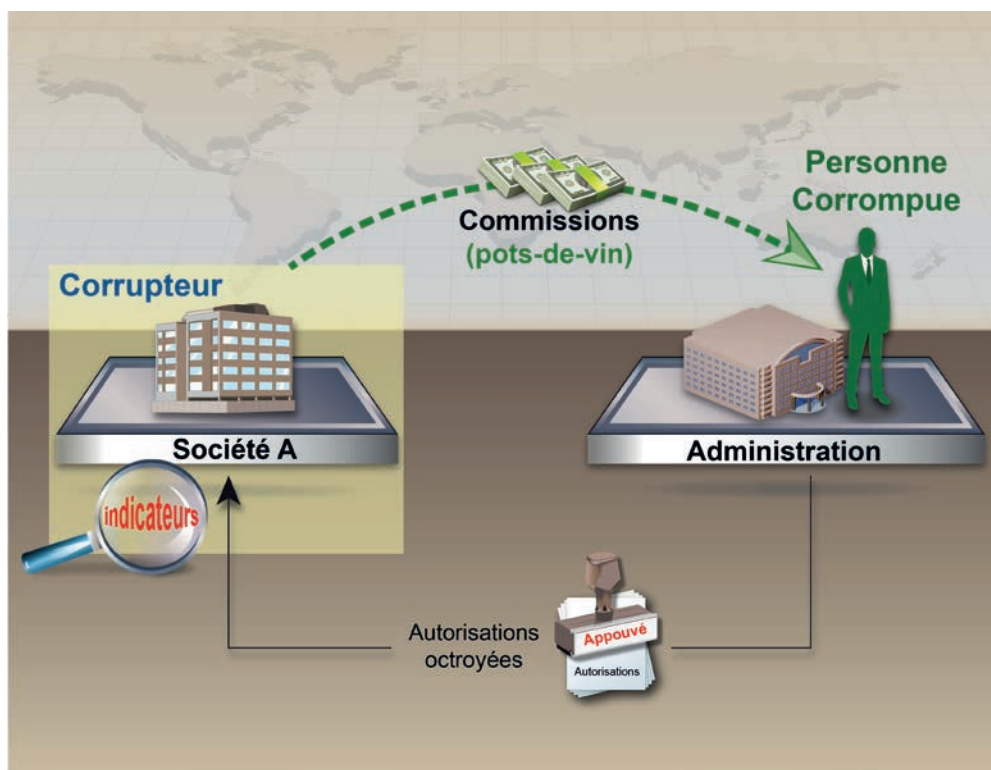 Personne
Corrompue
Commissions
(pots-de-vin)
Corrupteur
Société A
Administration
indicateurs
Autorisations
octroyées
Appouvé
Autorisations